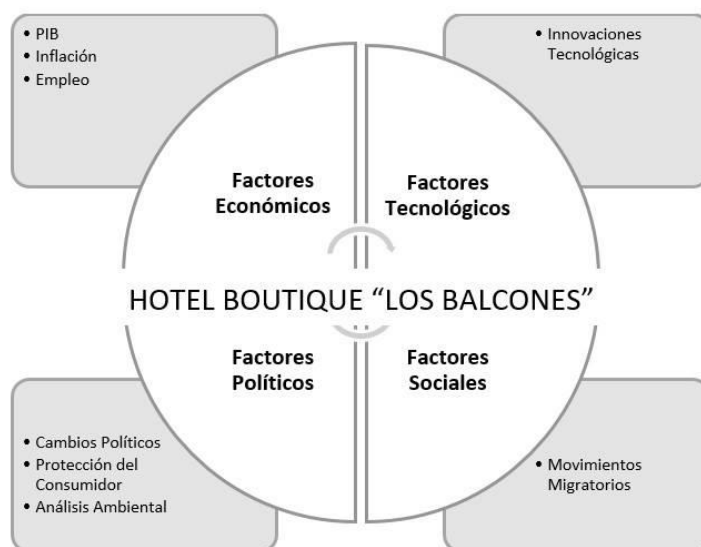 • PIB
• Inflación
• Empleo
• Innovaciones
Tecnológicas
Factores
Económicos
Factores
Tecnológicos
HOTEL BOUTIQUE “LOS BALCONES”
Factores
Políticos
Factores
Sociales
• Cambios Políticos
• Protección del
Consumidor
• Análisis Ambiental
• Movimientos
Migratorios